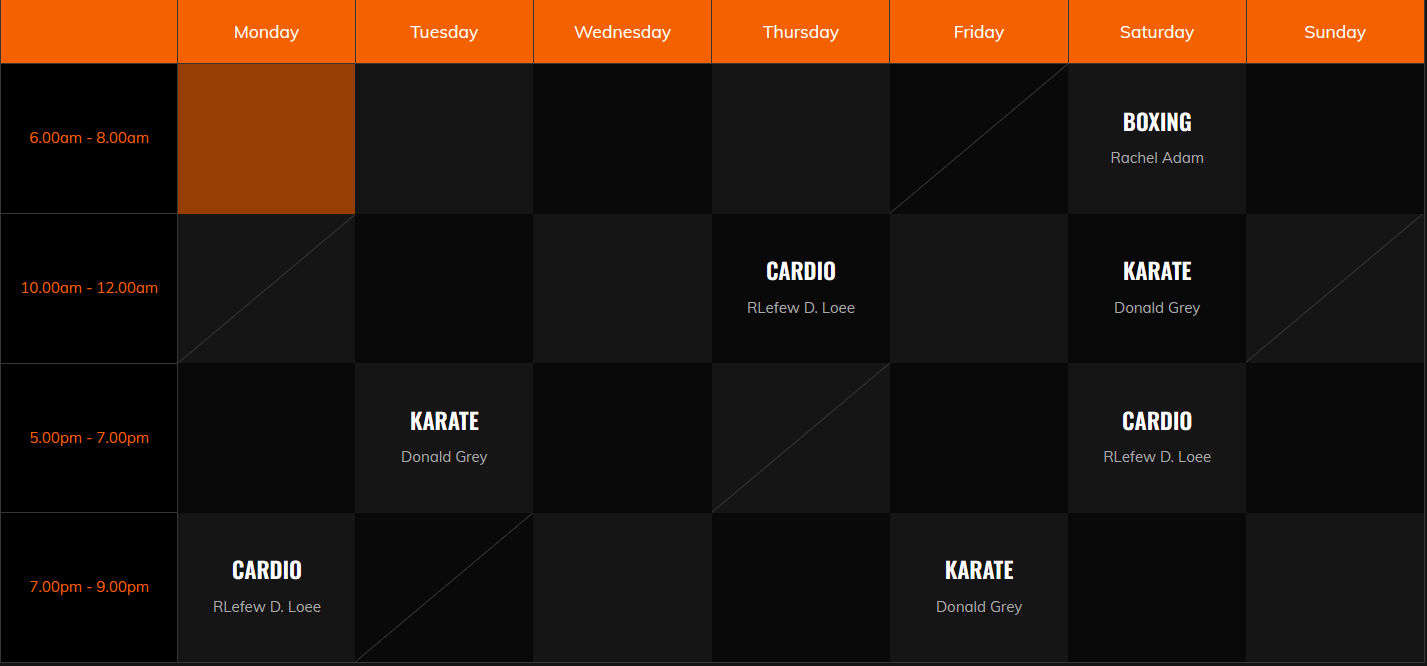 Monday Tuesday Wednesday Thursday Friday Saturday Sunday
6.00am - 8.00am
BOXING
Rachel Adam
10.00am - 12.00am
CARDIO
RLefew D. Loee
KARATE
Donald Grey
5.00pm - 7.00pm
KARATE
Donald Grey
CARDIO
RLefew D. Loee
7.00pm - 9.00pm
CARDIO
RLefew D. Loee
KARATE
Donald Grey